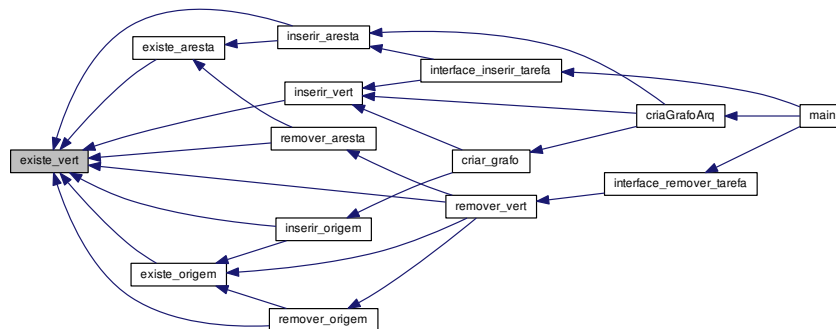 inserir_aresta
existe_aresta
interface_inserir_tarefa
inserir_vert
criaGrafoArq
main
remover_aresta
existe_vert
criar_grafo
interface_remover_tarefa
remover_vert
inserir_origem
existe_origem
remover_origem